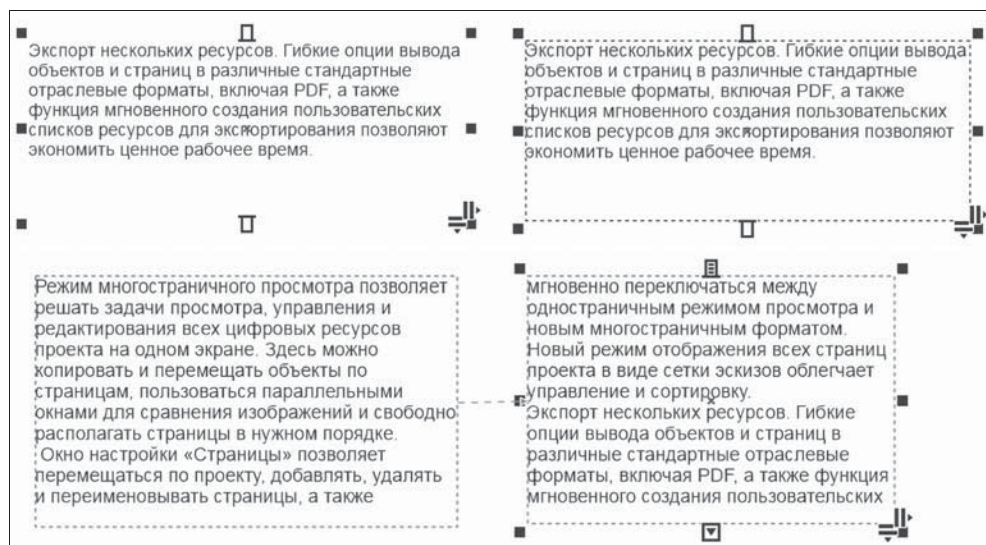 Экспорт нескольких ресурсов. Гибкие опции вывода
объектов и страниц в различные стандартные
отраслевые форматы, включая PDF, а также
функция мгновенного создания пользовательских
списков ресурсов для экспортирования позволяют
экономить ценное рабочее время.
Экспорт нескольких ресурсов. Гибкие опции вывода
объектов и страниц в различные стандартные
отраслевые форматы, включая PDF, а также
функция мгновенного создания пользовательских
списков ресурсов для экспортирования позволяют
экономить ценное рабочее время.
Режим многостраничного просмотра позволяет
решать задачи просмотра, управления и
редактирования всех цифровых ресурсов
проекта на одном экране. Здесь можно
копировать и перемещать объекты по
страницам, пользоваться параллельными
окнами для сравнения изображений и свободно
располагать страницы в нужном порядке.
Окно настройки «Страницы» позволяет
перемещаться по проекту, добавлять, удалять
и переименовывать страницы, а также
мгновенно переключаться между
одностраничным режимом просмотра и
новым многостраничным форматом.
Новый режим отображения всех страниц
проекта в виде сетки эскизов облегчает
управление и сортировку.
Экспорт нескольких ресурсов. Гибкие
опции вывода объектов и страниц в
различные стандартные отраслевые
форматы, включая PDF, а также функция
мгновенного создания пользовательских